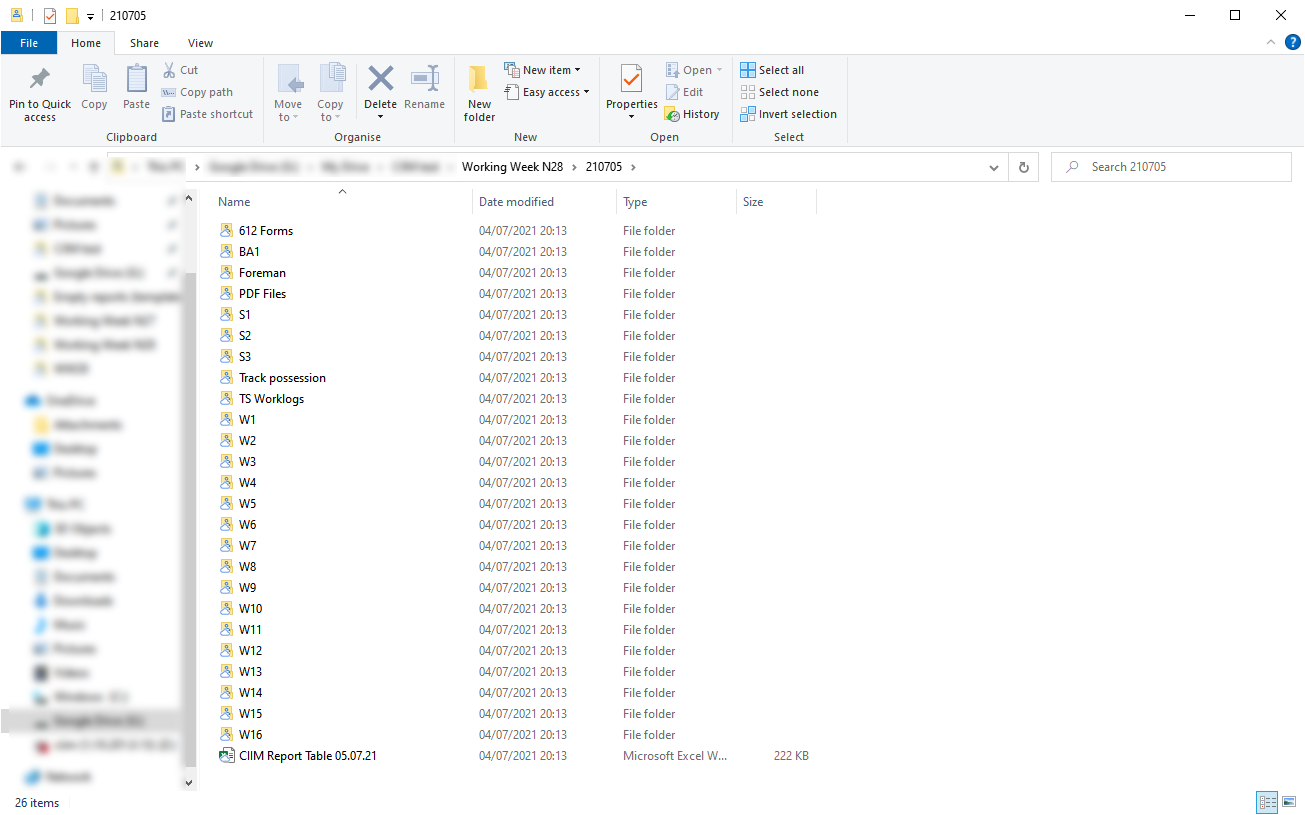 210705
File Home Share View
Pin to Quick access
Copy
Paste
Cut
Copy path
Paste shortcut
Clipboard
Move to
Copy to
Delete
Rename
Organise
New folder
New item
Easy access
New
Properties
Open
Edit
History
Open
Select all
Select none
Invert selection
Select
Working Week N28 > 210705 >
Search 210705
Name Date modified Type Size
612 Forms 04/07/2021 20:13 File folder
BA1 04/07/2021 20:13 File folder
Foreman 04/07/2021 20:13 File folder
PDF Files 04/07/2021 20:13 File folder
S1 04/07/2021 20:13 File folder
S2 04/07/2021 20:13 File folder
S3 04/07/2021 20:13 File folder
Track possession 04/07/2021 20:13 File folder
TS Worklogs 04/07/2021 20:13 File folder
W1 04/07/2021 20:13 File folder
W2 04/07/2021 20:13 File folder
W3 04/07/2021 20:13 File folder
W4 04/07/2021 20:13 File folder
W5 04/07/2021 20:13 File folder
W6 04/07/2021 20:13 File folder
W7 04/07/2021 20:13 File folder
W8 04/07/2021 20:13 File folder
W9 04/07/2021 20:13 File folder
W10 04/07/2021 20:13 File folder
W11 04/07/2021 20:13 File folder
W12 04/07/2021 20:13 File folder
W13 04/07/2021 20:13 File folder
W14 04/07/2021 20:13 File folder
W15 04/07/2021 20:13 File folder
W16 04/07/2021 20:13 File folder
CIIM Report Table 05.07.21 04/07/2021 20:13 Microsoft Excel W... 222 KB
26 items